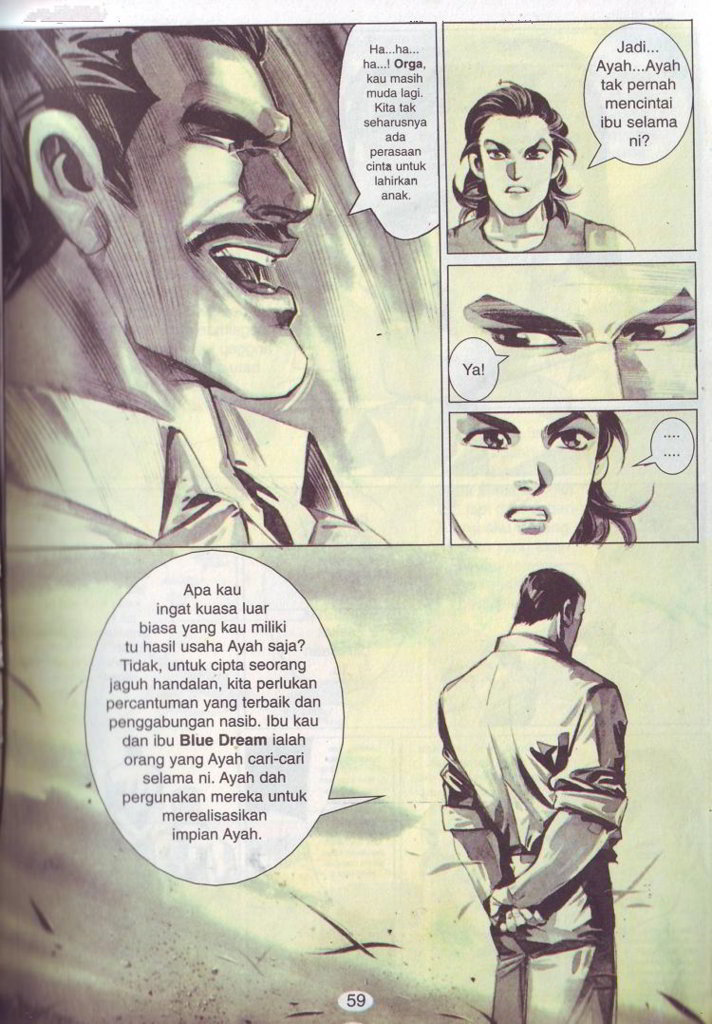 Ha...ha...
ha...! Orga,
kau masih
muda lagi.
Kita tak
seharusnya
ada
perasaan
cinta untuk
lahirkan
anak.
Jadi...
Ayah...Ayah
tak pernah
mencintai
ibu selama
ni?
Ya!
....
....
Apa kau
ingat kuasa luar
biasa yang kau miliki
tu hasil usaha Ayah saja?
Tidak, untuk cipta seorang
jaguh handalan, kita perlukan
percantuman yang terbaik dan
penggabungan nasib. Ibu kau
dan ibu Blue Dream ialah
orang yang Ayah cari-cari
selama ni. Ayah dah
pergunakan mereka untuk
merealisasikan
impian Ayah.
59